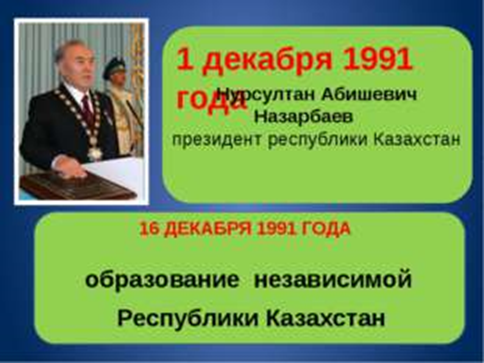 1 декабря 1991
года
Нурсултан Абишевич
Назарбаев
президент республики Казахстан
16 ДЕКАБРЯ 1991 ГОДА
образование независимой
Республики Казахстан